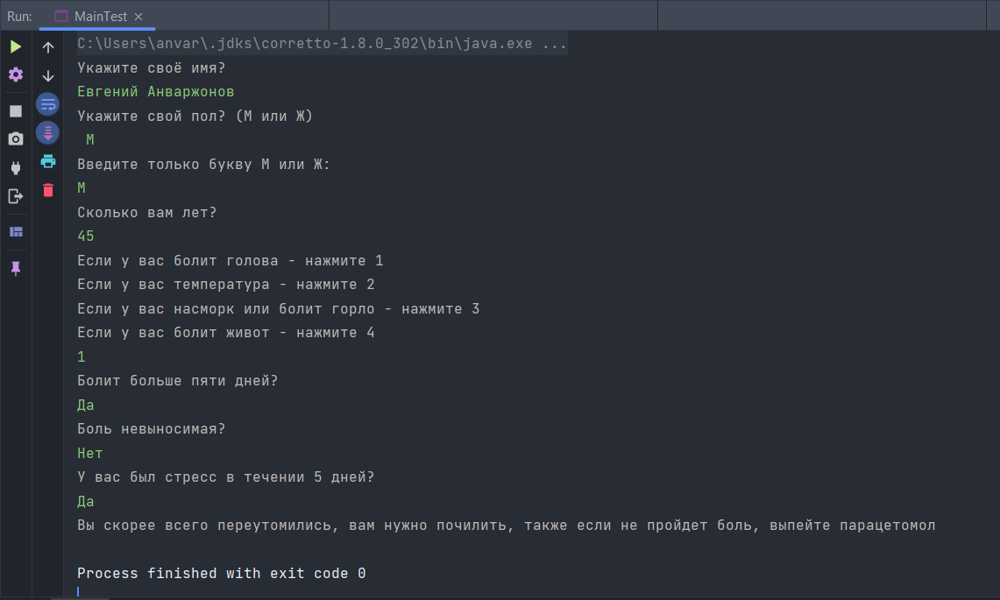 Run:
MainTest
C:\Users\anvar\.jdks\corretto-1.8.0_302\bin\java.exe ...
Укажите своё имя?
Евгений Анваржонов
Укажите свой пол? (М или Ж)
М
Введите только букву М или Ж:
М
Сколько вам лет?
45
Если у вас болит голова - нажмите 1
Если у вас температура - нажмите 2
Если у вас насморк или болит горло - нажмите 3
Если у вас болит живот - нажмите 4
1
Болит больше пяти дней?
Да
Боль невыносимая?
Нет
У вас был стресс в течении 5 дней?
Да
Вы скорее всего переутомились, вам нужно почилить, также если не пройдет боль, выпейте парацетомол
Process finished with exit code 0